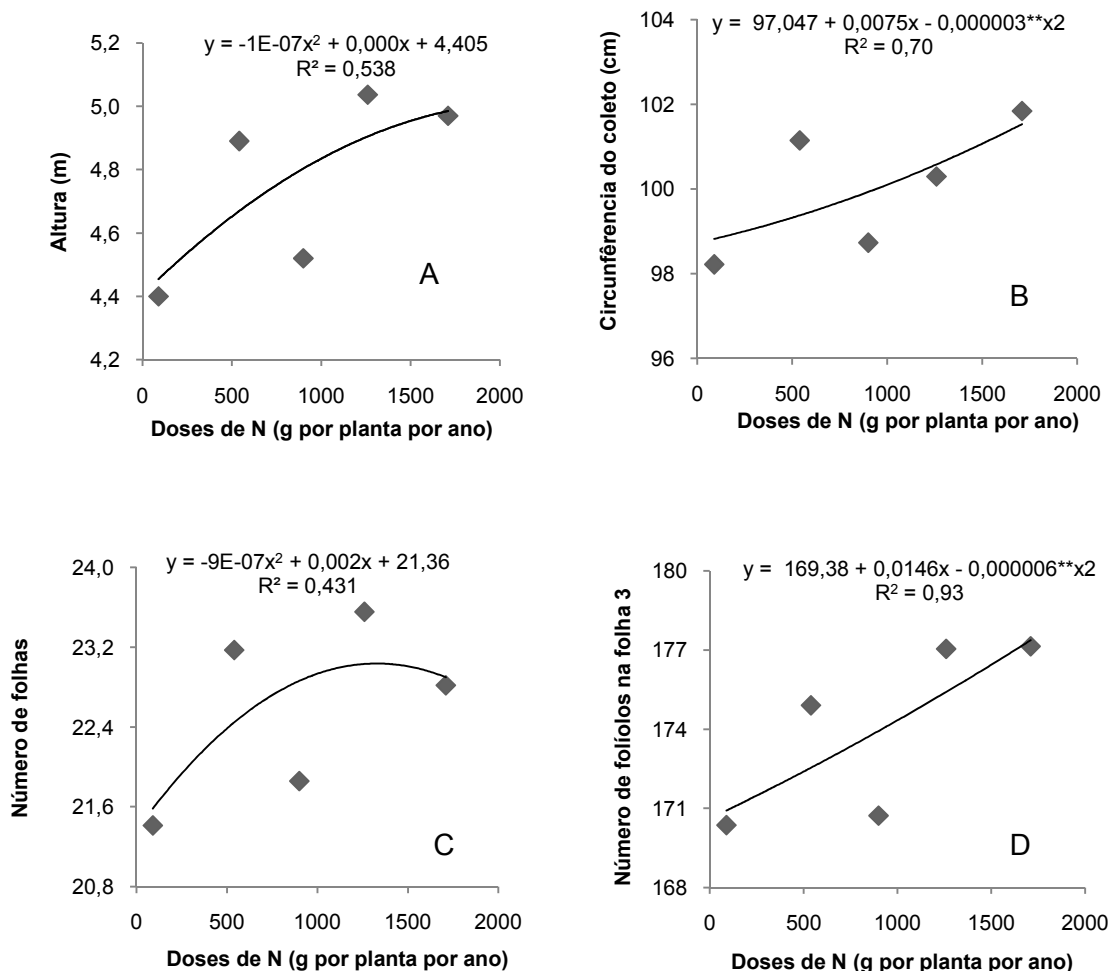 y = -1E-07x² + 0,000x + 4,405
R² = 0,538
5,2
5,0
4,8
4,6
4,4
4,2
Altura (m)
A
0 500 1000 1500 2000
Doses de N (g por planta por ano)
y = 97,047 + 0,0075x - 0,000003**x2
R² = 0,70
104
102
100
98
96
Circunfêrencia do coleto (cm)
B
0 500 1000 1500 2000
Doses de N (g por planta por ano)
y = -9E-07x² + 0,002x + 21,36
R² = 0,431
24,0
23,2
22,4
21,6
20,8
Número de folhas
C
0 500 1000 1500 2000
Doses de N (g por planta por ano)
y = 169,38 + 0,0146x - 0,000006**x2
R² = 0,93
180
177
174
171
168
Número de folíolos na folha 3
D
0 500 1000 1500 2000
Doses de N (g por planta por ano)